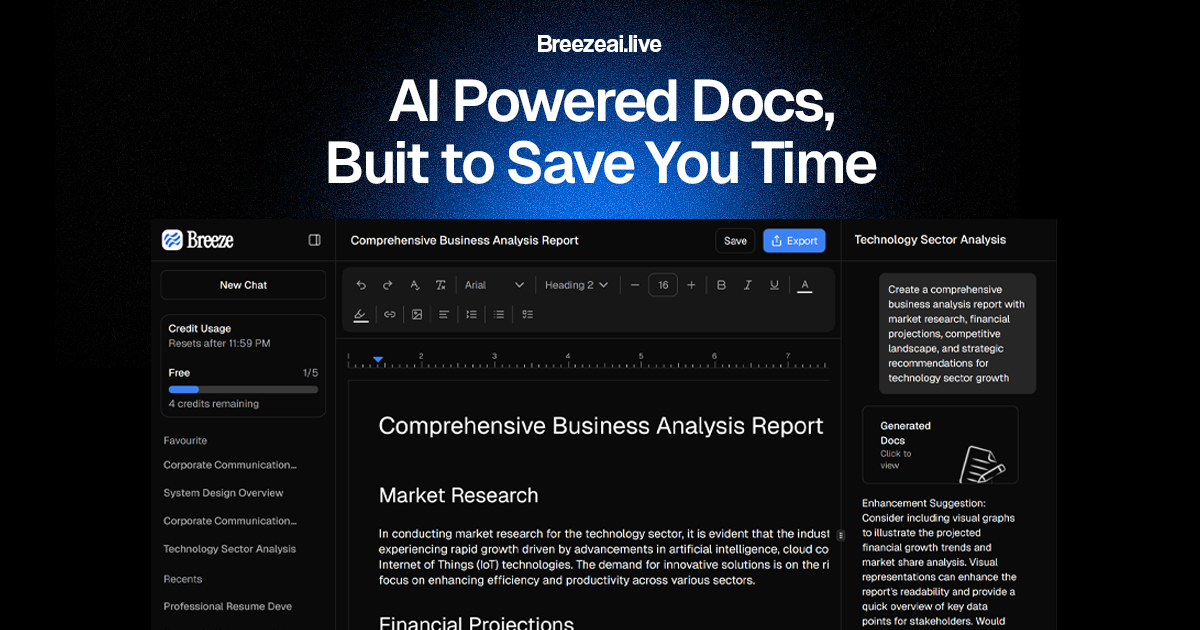 Breezeai.live
AI Powered Docs,
Buit to Save You Time
Breeze
New Chat
Credit Usage
Resets after 11:59 PM
Free 1/5
4 credits remaining
Favourite
Corporate Communication...
System Design Overview
Corporate Communication...
Technology Sector Analysis
Recents
Professional Resume Deve
Comprehensive Business Analysis Report
Save
Export
Arial
Heading 2
16
B I U A
1 2 3 4 5 6 7
Comprehensive Business Analysis Report
Market Research
In conducting market research for the technology sector, it is evident that the indust
experiencing rapid growth driven by advancements in artificial intelligence, cloud co
Internet of Things (IoT) technologies. The demand for innovative solutions is on the ri
focus on enhancing efficiency and productivity across various sectors.
Financial Projections
Technology Sector Analysis
Create a comprehensive
business analysis report with
market research, financial
projections, competitive
landscape, and strategic
recommendations for
technology sector growth
Generated
Docs
Click to
view
Enhancement Suggestion:
Consider including visual graphs
to illustrate the projected
financial growth trends and
market share analysis. Visual
representations can enhance the
report's readability and provide a
quick overview of key data
points for stakeholders. Would